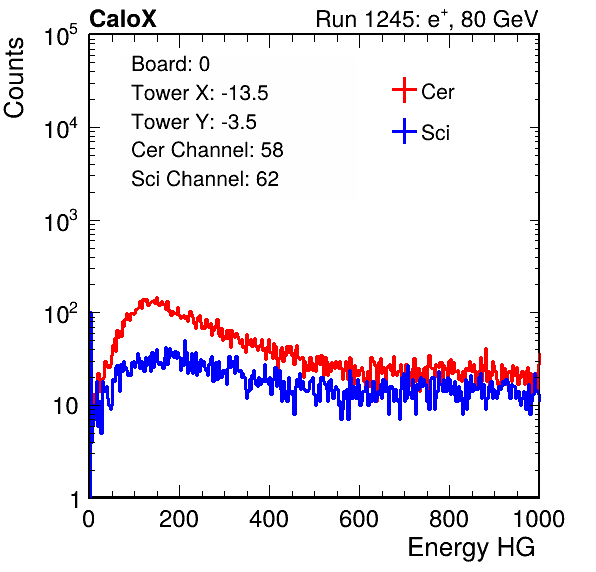 CaloX Run 1245: e+, 80 GeV
Board: 0
Tower X: -13.5
Tower Y: -3.5
Cer Channel: 58
Sci Channel: 62
Cer
Sci
Counts
10^5
10^4
10^3
10^2
10
1
0 200 400 600 800 1000
Energy HG